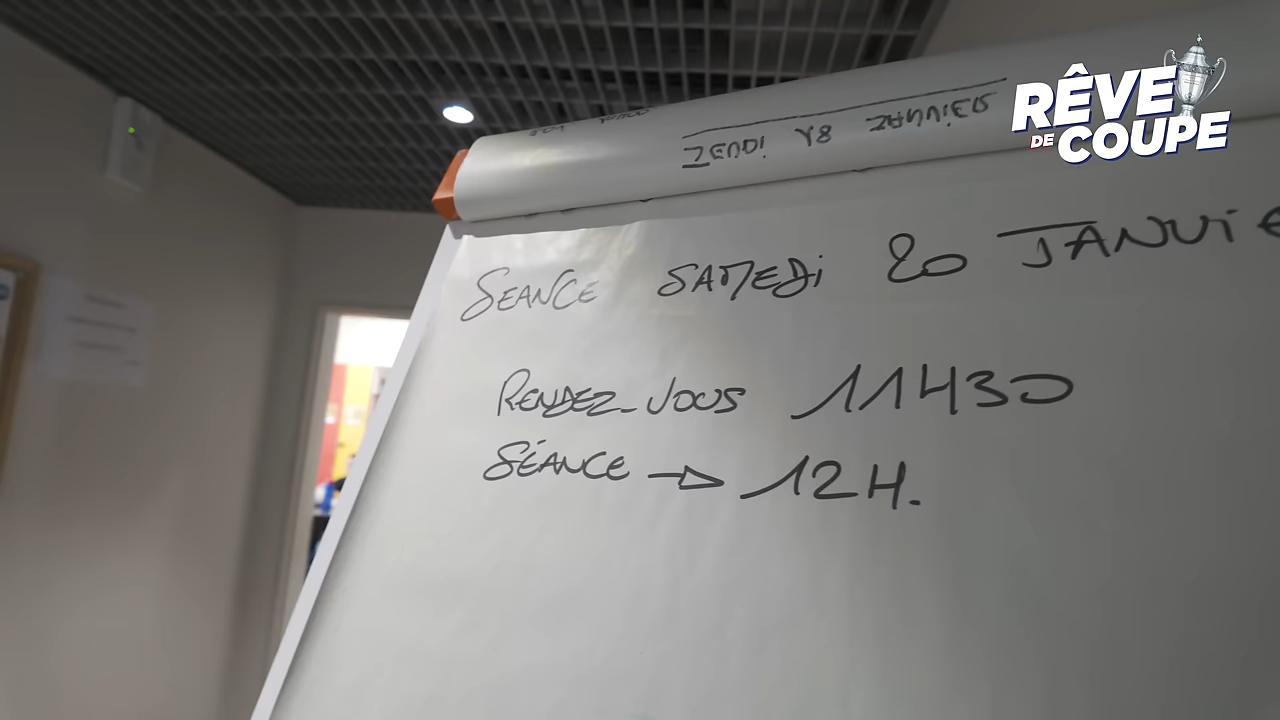 RÊVE
DE COUPE
JEUDI 18 JANVIER
SEANCE SAMEDI 20 JANVIE
RENDEZ-VOUS 11H30
SÉANCE → 12H.